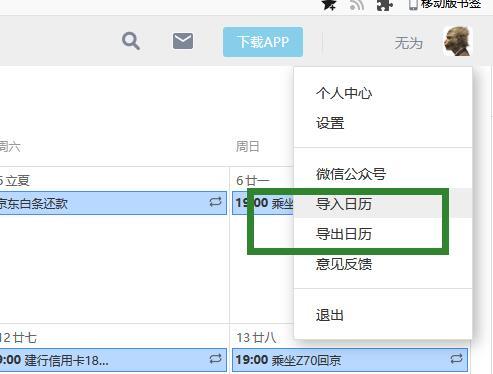 移动版书签
下载APP
无为
个人中心
设置
周六
周日
微信公众号
5 立夏
6 廿一
京东白条还款
19:00 乘坐
导入日历
导出日历
意见反馈
退出
12 廿七
13 廿八
9:00 建行信用卡18...
19:00 乘坐Z70回京